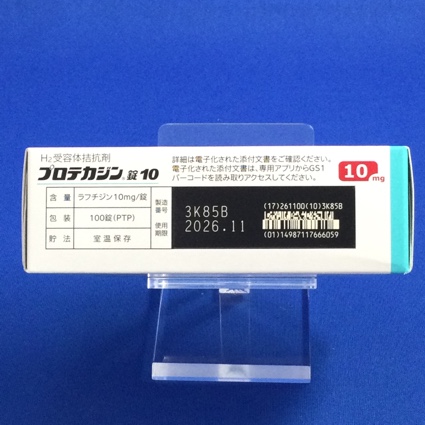 H₂受容体拮抗剤
プロテカジン®錠10
含 量 ラフチジン10mg/錠
包 装 100錠(PTP)
貯 法 室温保存
詳細は電子化された添付文書をご確認ください。
電子化された添付文書は、専用アプリからGS1
バーコードを読み取りアクセスしてください。
10mg
製造番号 3K85B
使用期限 2026.11
(17)261100(10)3K85B
(01)14987117666059